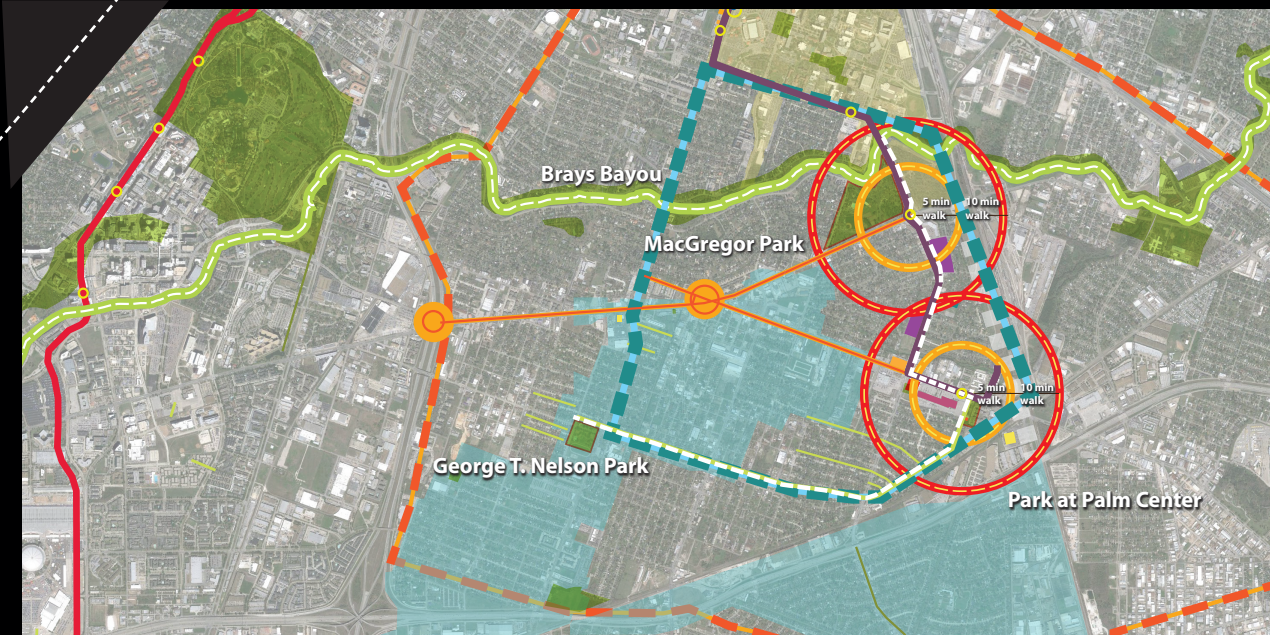 Brays Bayou
5 min
walk
10 min
walk
MacGregor Park
5 min
walk
10 min
walk
George T. Nelson Park
Park at Palm Center